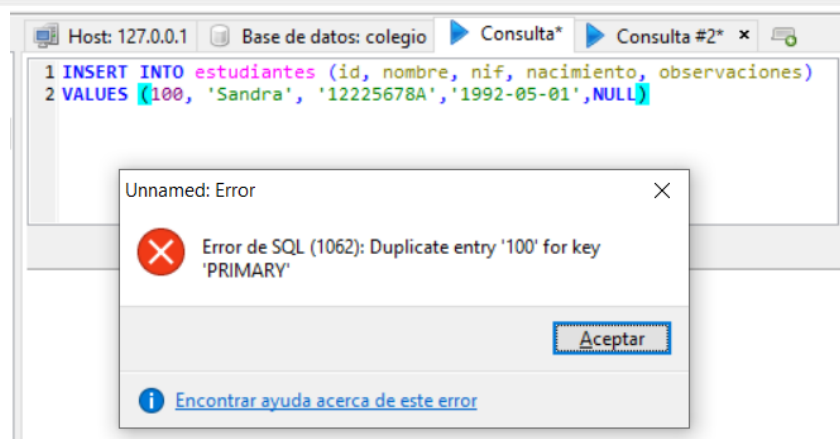 Host: 127.0.0.1 Base de datos: colegio Consulta* Consulta #2* ×
1 INSERT INTO estudiantes (id, nombre, nif, nacimiento, observaciones)
2 VALUES (100, 'Sandra', '12225678A','1992-05-01',NULL)
Unnamed: Error
Error de SQL (1062): Duplicate entry '100' for key
'PRIMARY'
Aceptar
Encontrar ayuda acerca de este error